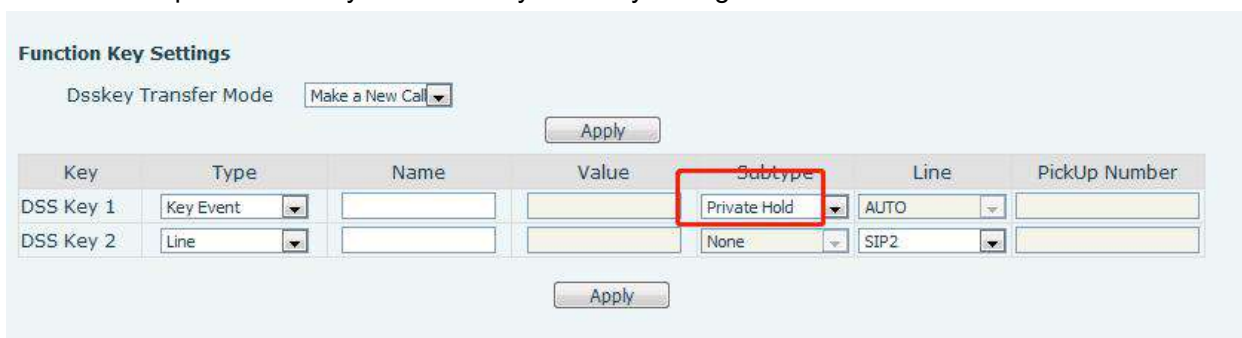 Function Key Settings
Dsskey Transfer Mode Make a New Call
Apply
Key Type Name Value Subtype Line PickUp Number
DSS Key 1 Key Event Private Hold AUTO
DSS Key 2 Line None SIP2
Apply